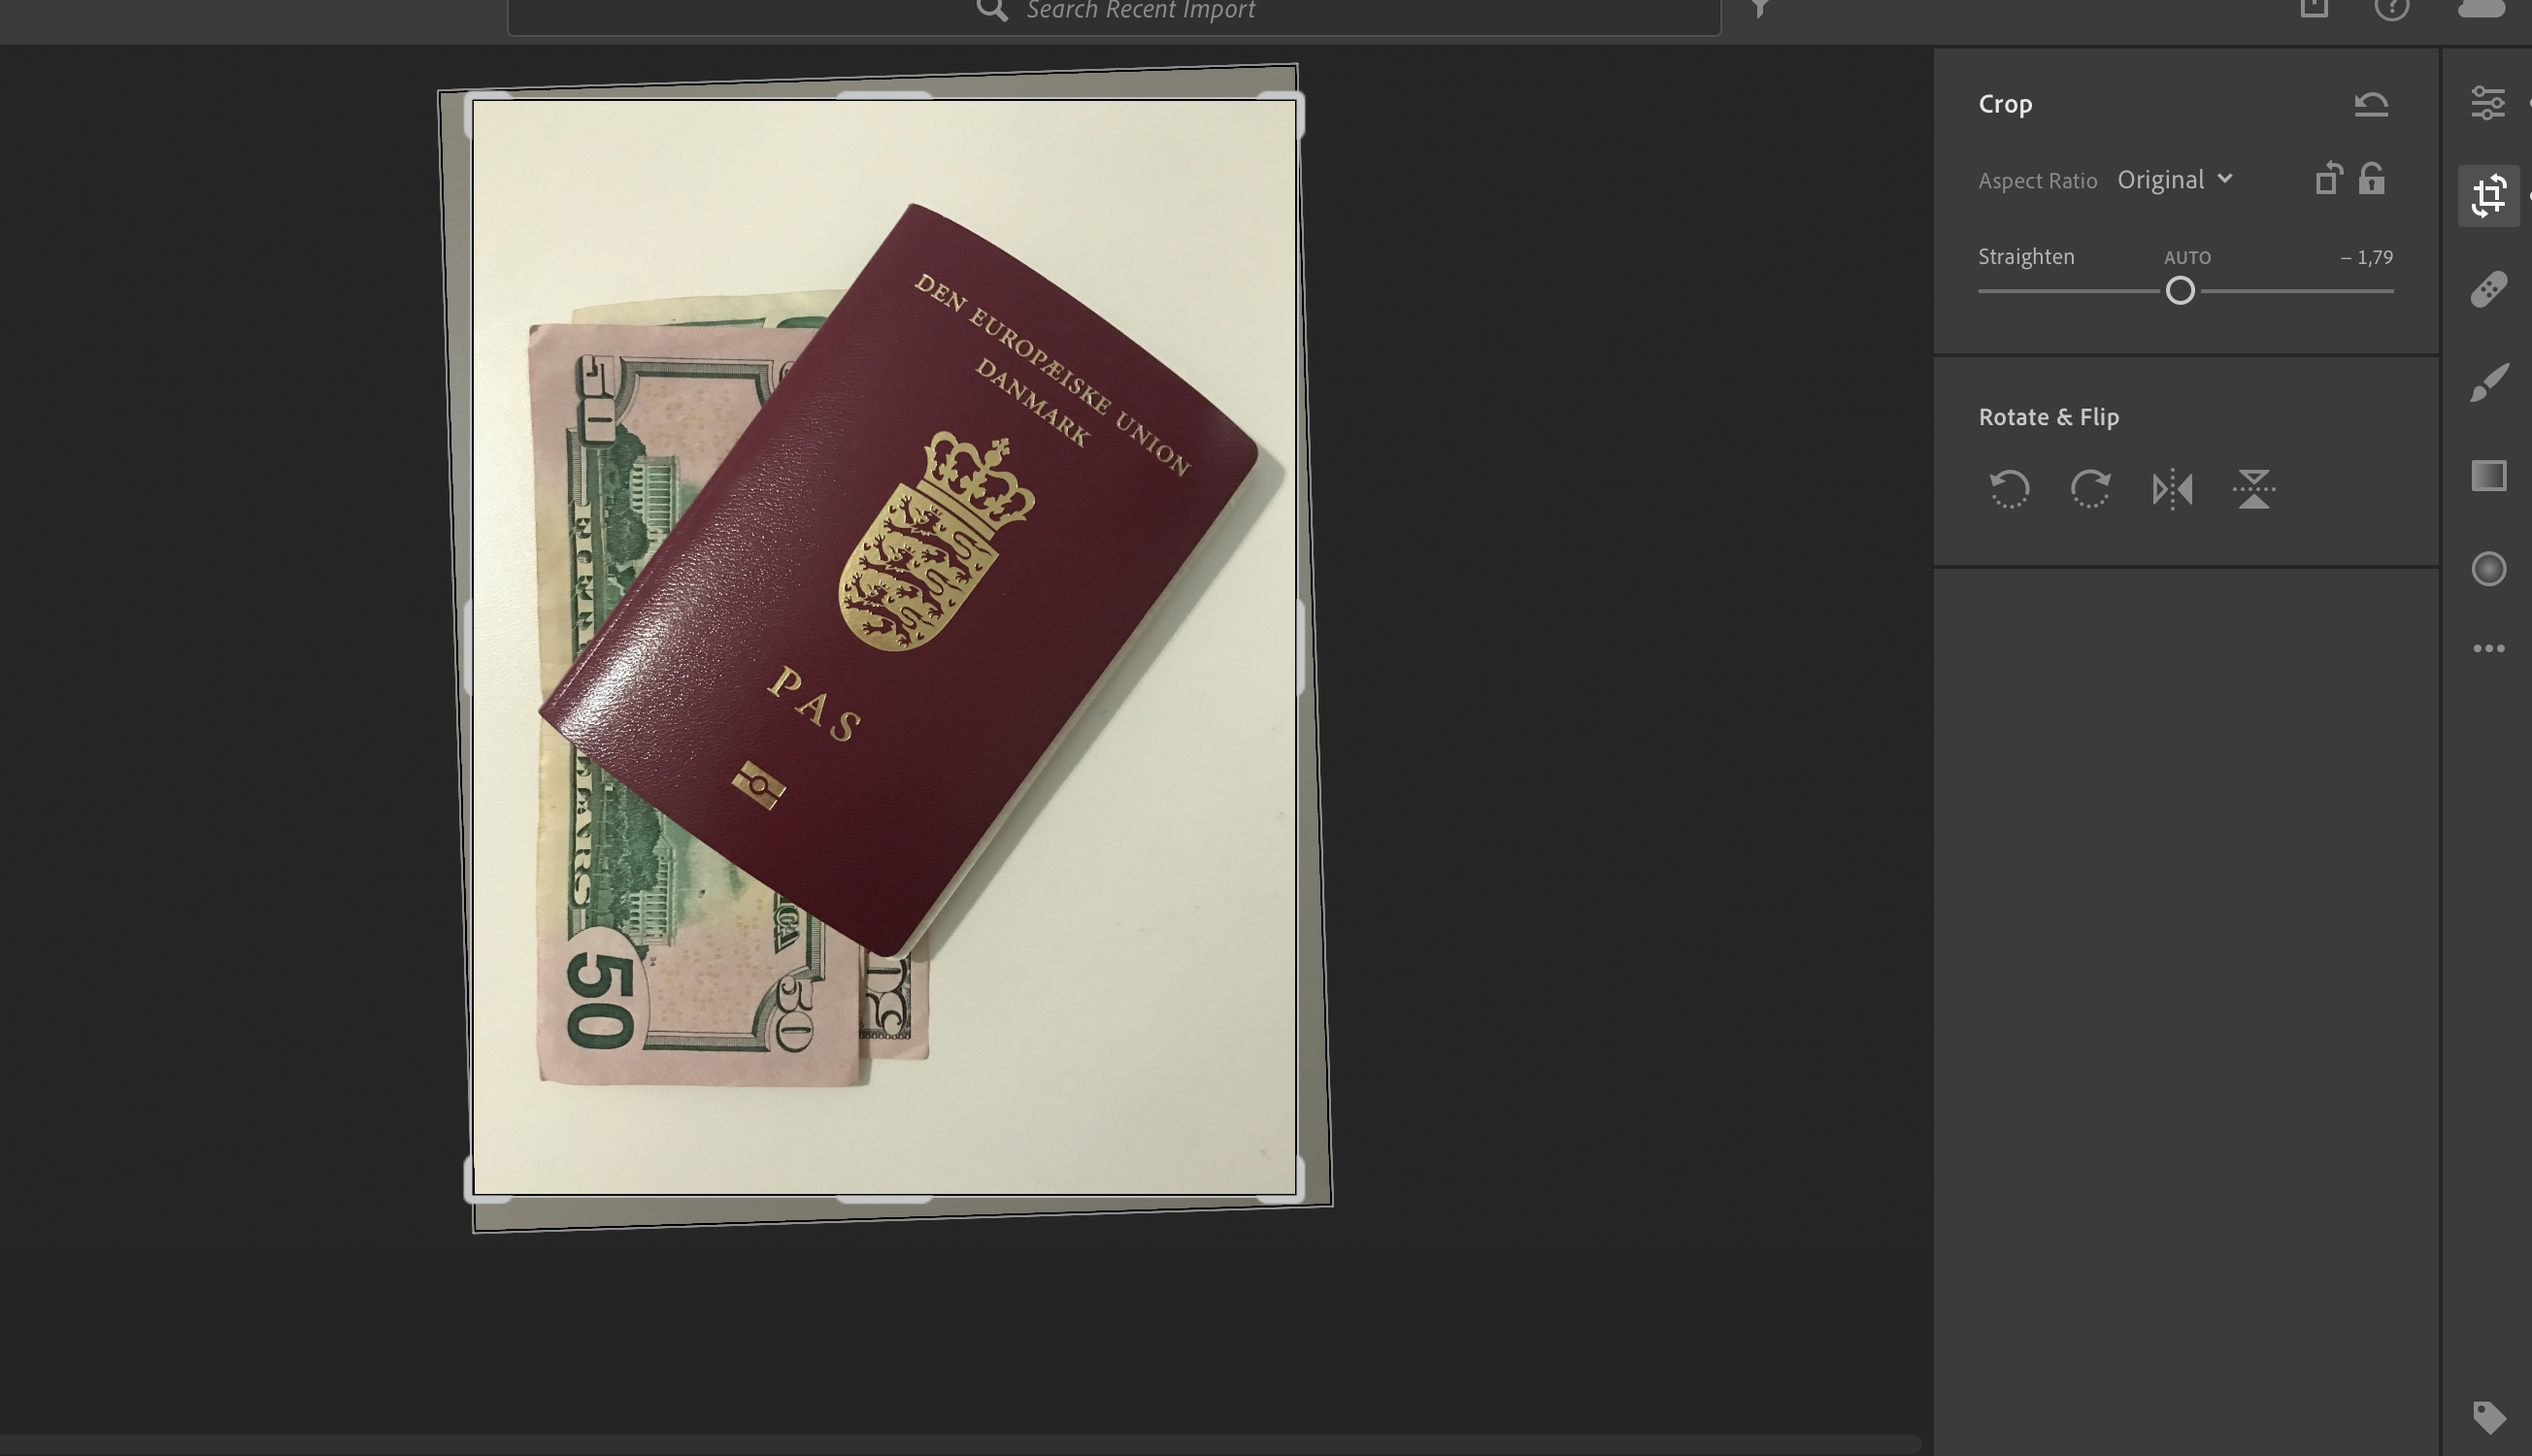 Search Recent Import
Crop
Aspect Ratio Original
Straighten AUTO – 1,79
Rotate & Flip
DEN EUROPÆISKE UNION
DANMARK
PAS
50
50
50